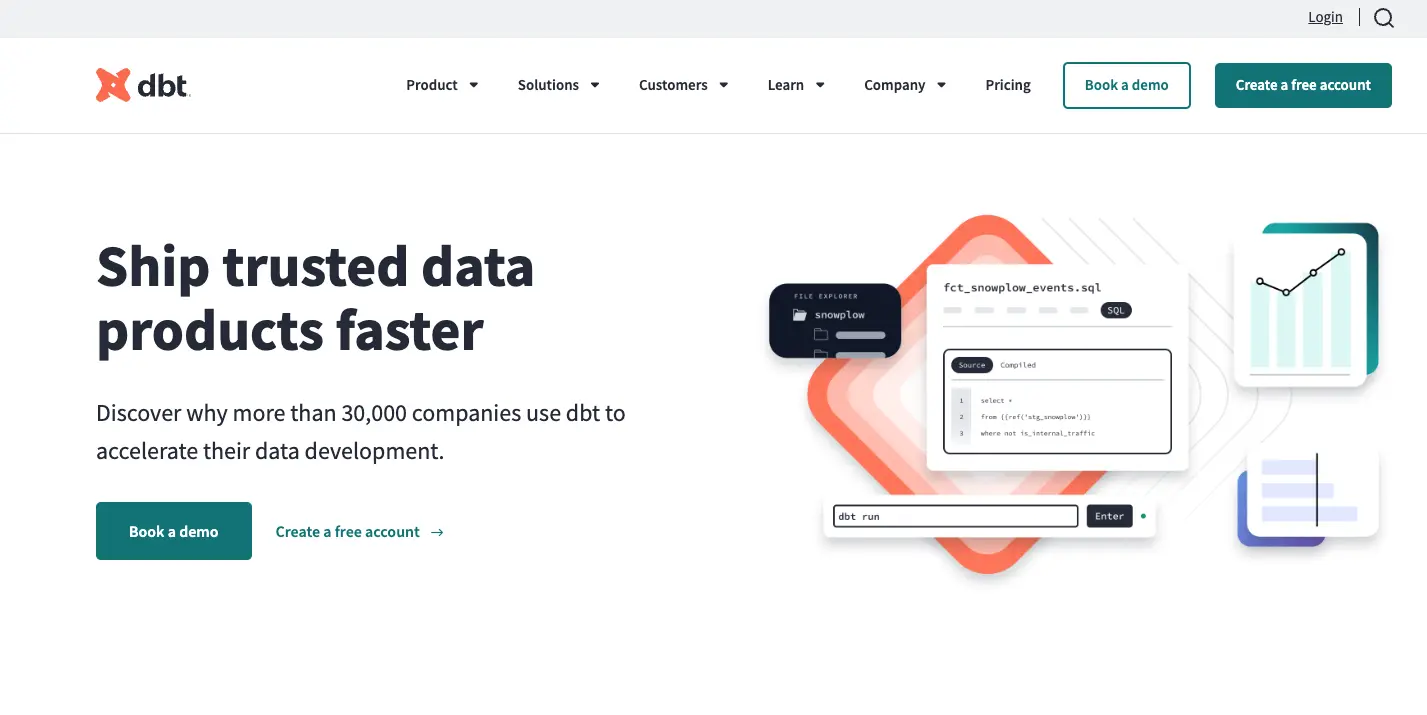 Login
dbt
Product Solutions Customers Learn Company Pricing Book a demo Create a free account
Ship trusted data
products faster
Discover why more than 30,000 companies use dbt to
accelerate their data development.
Book a demo Create a free account →
FILE EXPLORER
snowplow
fct_snowplow_events.sql
SQL
Source Compiled
1 select *
2 from {{ref('stg_snowplow')}}
3 where not is_internal_traffic
dbt run Enter